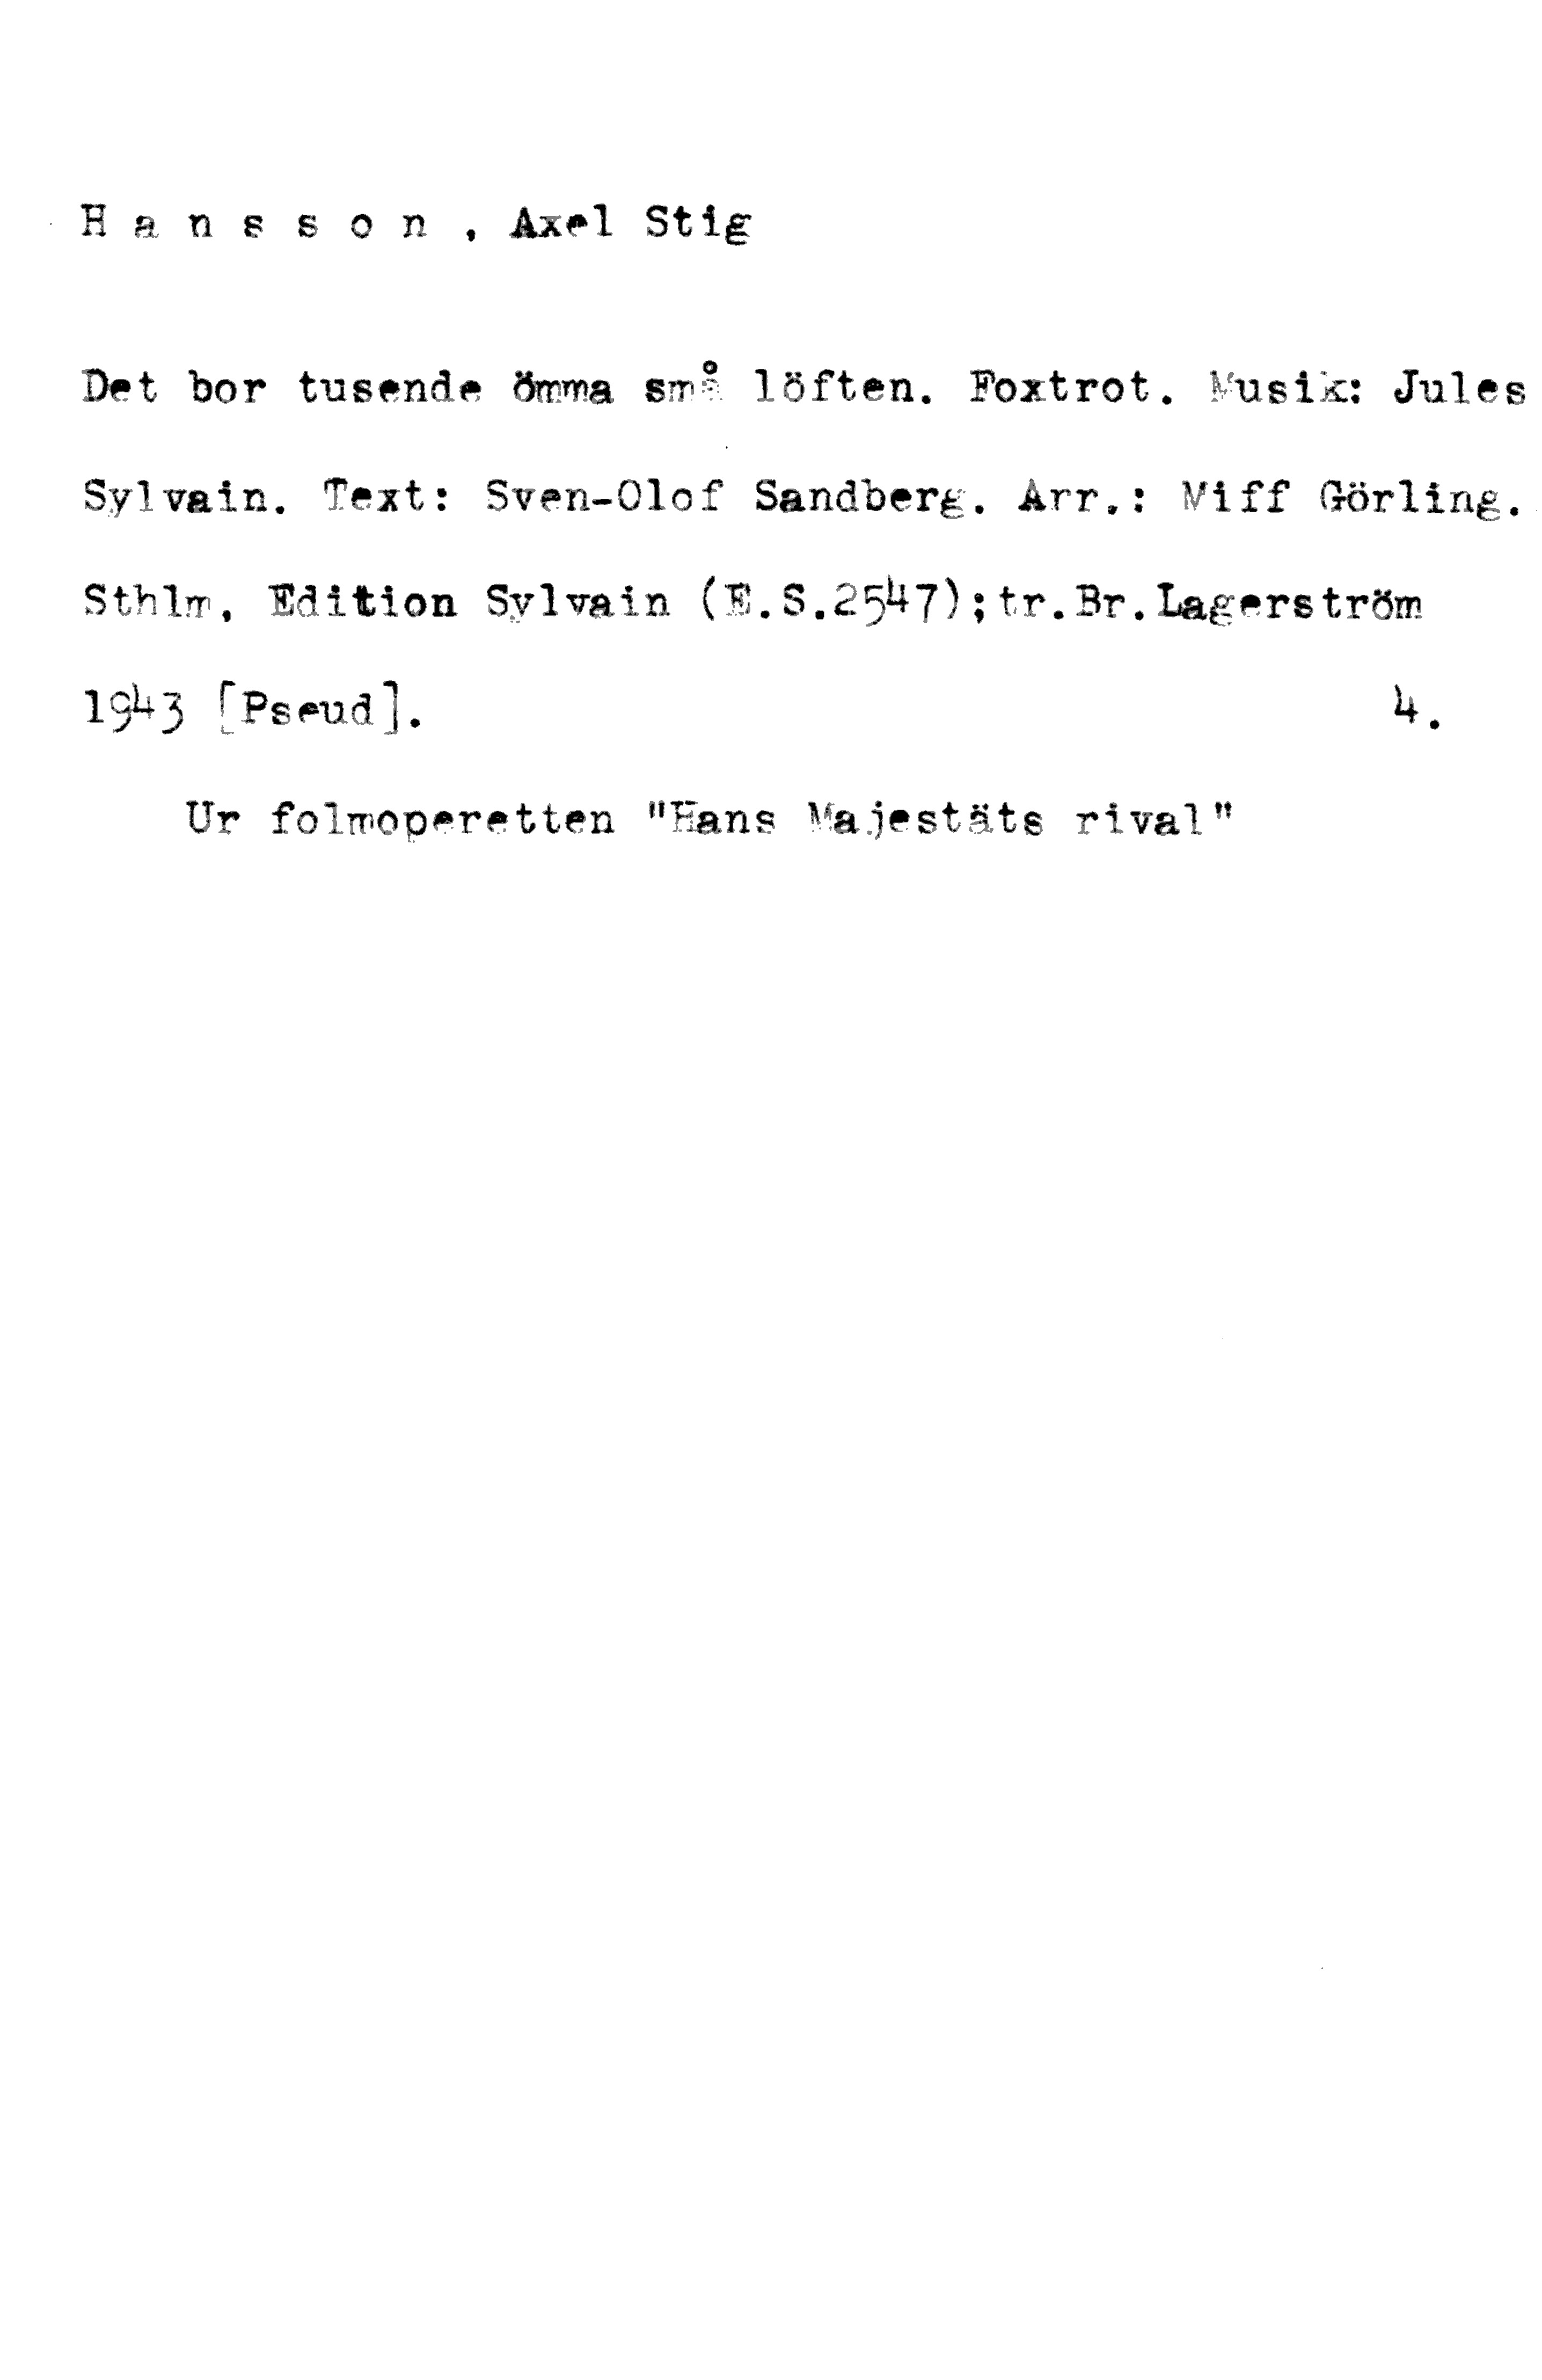 H a n s s o n , Axel Stig
Det bor tusende ömma små löften. Foxtrot. Musik: Jules
Sylvain. Text: Sven-Olof Sandberg. Arr.: Miff Görling.
Sthlm, Edition Sylvain (E.S.2547);tr.Br.Lagerström
1943 [Pseud]. 4.
Ur folmoperetten "Hans Majestäts rival"